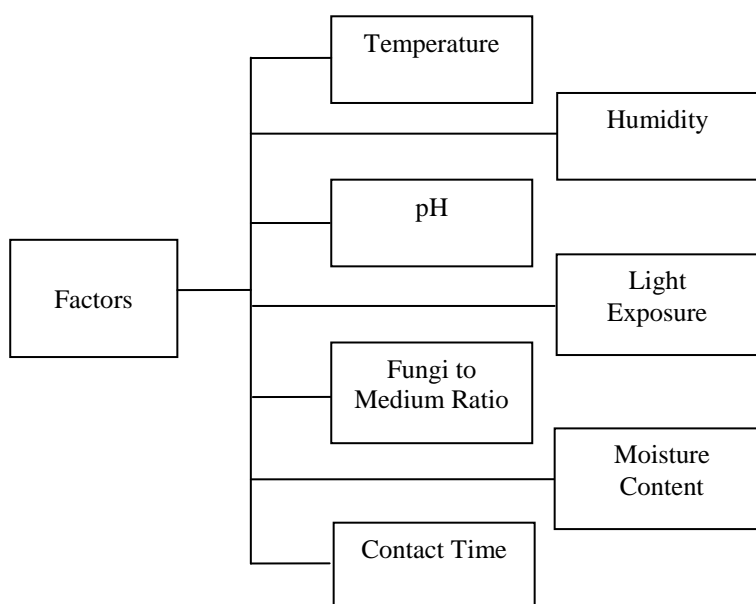 Temperature
Humidity
pH
Factors
Light
Exposure
Fungi to
Medium Ratio
Moisture
Content
Contact Time